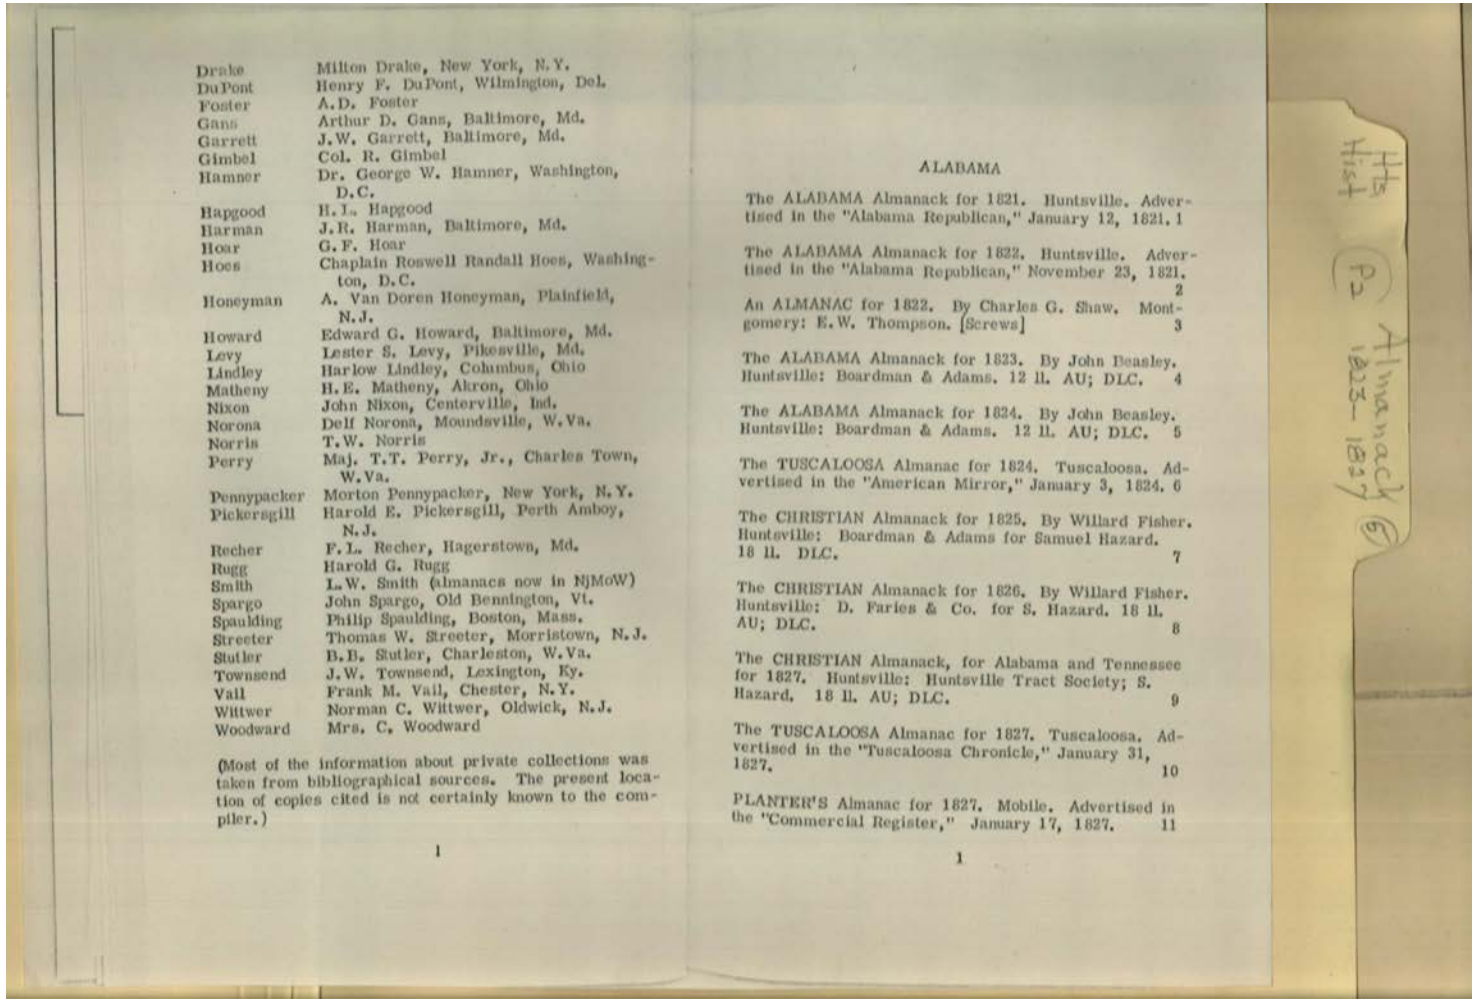 Drake Milton Drake, New York, N.Y.
DuPont Henry F. DuPont, Wilmington, Del.
Foster A.D. Foster
Gans Arthur D. Gans, Baltimore, Md.
Garrett J.W. Garrett, Baltimore, Md.
Gimbel Col. R. Gimbel
Hamner Dr. George W. Hamner, Washington,
D.C.
Hapgood H.L. Hapgood
Harman J.R. Harman, Baltimore, Md.
Hoar G.F. Hoar
Hoes Chaplain Roswell Randall Hoes, Washing-
ton, D.C.
Honeyman A. Van Doren Honeyman, Plainfield,
N.J.
Howard Edward G. Howard, Baltimore, Md.
Levy Lester S. Levy, Pikesville, Md.
Lindley Harlow Lindley, Columbus, Ohio
Matheny H.E. Matheny, Akron, Ohio
Nixon John Nixon, Centerville, Ind.
Norona Delf Norona, Moundsville, W.Va.
Norris T.W. Norris
Perry Maj. T.T. Perry, Jr., Charles Town,
W.Va.
Pennypacker Morton Pennypacker, New York, N.Y.
Pickersgill Harold E. Pickersgill, Perth Amboy,
N.J.
Recher F.L. Recher, Hagerstown, Md.
Rugg Harold G. Rugg
Smith L.W. Smith (almanacs now in NjMoW)
Spargo John Spargo, Old Bennington, Vt.
Spaulding Philip Spaulding, Boston, Mass.
Streeter Thomas W. Streeter, Morristown, N.J.
Stutler B.B. Stutler, Charleston, W.Va.
Townsend J.W. Townsend, Lexington, Ky.
Vail Frank M. Vail, Chester, N.Y.
Wittwer Norman C. Wittwer, Oldwick, N.J.
Woodward Mrs. C. Woodward
(Most of the information about private collections was
taken from bibliographical sources. The present loca-
tion of copies cited is not certainly known to the com-
piler.)
l
ALABAMA
The ALABAMA Almanack for 1821. Huntsville. Adver-
tised in the "Alabama Republican," January 12, 1821. 1
The ALABAMA Almanack for 1822. Huntsville. Adver-
tised in the "Alabama Republican," November 23, 1821.
2
An ALMANAC for 1822. By Charles G. Shaw. Mont-
gomery: E.W. Thompson. [Screws] 3
The ALABAMA Almanack for 1823. By John Beasley.
Huntsville: Boardman & Adams. 12 ll. AU; DLC. 4
The ALABAMA Almanack for 1824. By John Beasley.
Huntsville: Boardman & Adams. 12 ll. AU; DLC. 5
The TUSCALOOSA Almanac for 1824. Tuscaloosa. Ad-
vertised in the "American Mirror," January 3, 1824. 6
The CHRISTIAN Almanack for 1825. By Willard Fisher.
Huntsville: Boardman & Adams for Samuel Hazard.
18 ll. DLC. 7
The CHRISTIAN Almanack for 1826. By Willard Fisher.
Huntsville: D. Faries & Co. for S. Hazard. 18 ll.
AU; DLC. 8
The CHRISTIAN Almanack, for Alabama and Tennessee
for 1827. Huntsville: Huntsville Tract Society; S.
Hazard. 18 ll. AU; DLC. 9
The TUSCALOOSA Almanac for 1827. Tuscaloosa. Ad-
vertised in the "Tuscaloosa Chronicle," January 31,
1827. 10
PLANTER'S Almanac for 1827. Mobile. Advertised in
the "Commercial Register," January 17, 1827. 11
1
Hts
Hist
P2
Almanack
1823-1827